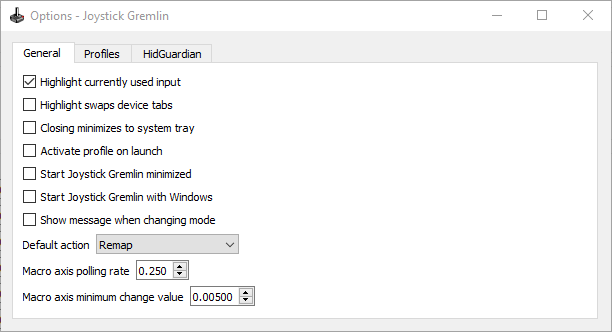 Options - Joystick Gremlin
General Profiles HidGuardian
Highlight currently used input
Highlight swaps device tabs
Closing minimizes to system tray
Activate profile on launch
Start Joystick Gremlin minimized
Start Joystick Gremlin with Windows
Show message when changing mode
Default action Remap
Macro axis polling rate 0.250
Macro axis minimum change value 0.00500